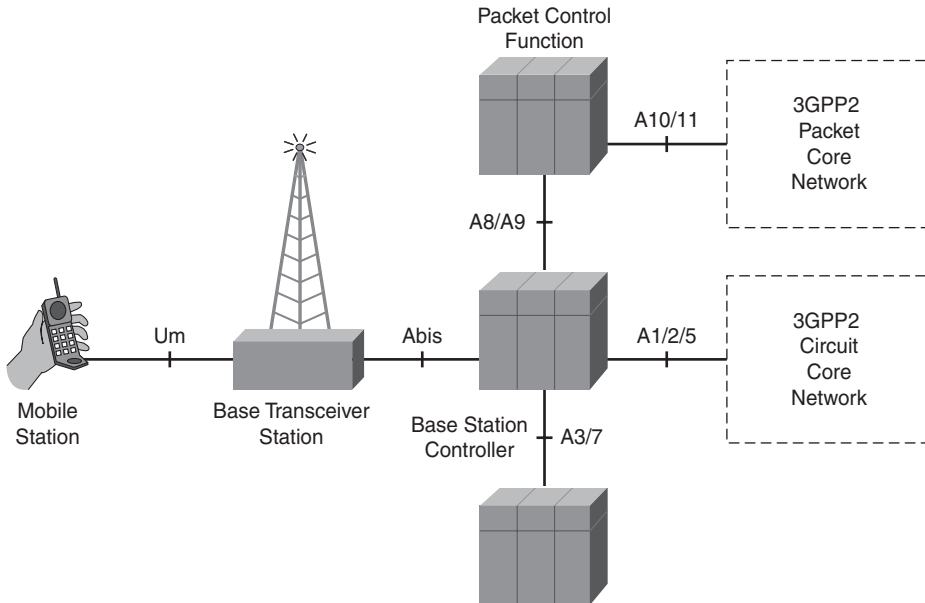 Packet Control
Function
3GPP2
Packet
Core
Network
A10/11
A8/A9
Um
Abis
A1/2/5
3GPP2
Circuit
Core
Network
Mobile
Station
Base Transceiver
Station
Base Station
Controller
A3/7